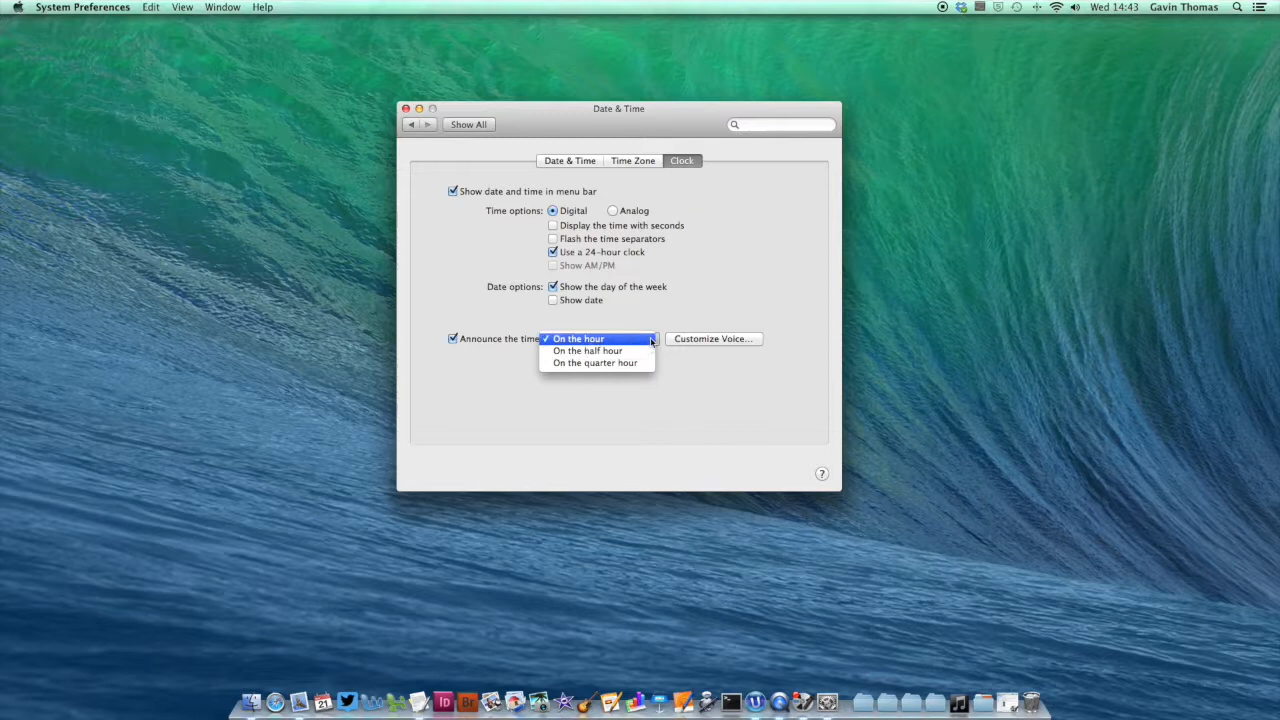 System Preferences Edit View Window Help Wed 14:43 Gavin Thomas
Date & Time
Show All
Date & Time Time Zone Clock
Show date and time in menu bar
Time options: Digital Analog
Display the time with seconds
Flash the time separators
Use a 24-hour clock
Show AM/PM
Date options: Show the day of the week
Show date
Announce the time On the hour Customize Voice...
On the half hour
On the quarter hour
?
21 Id Br